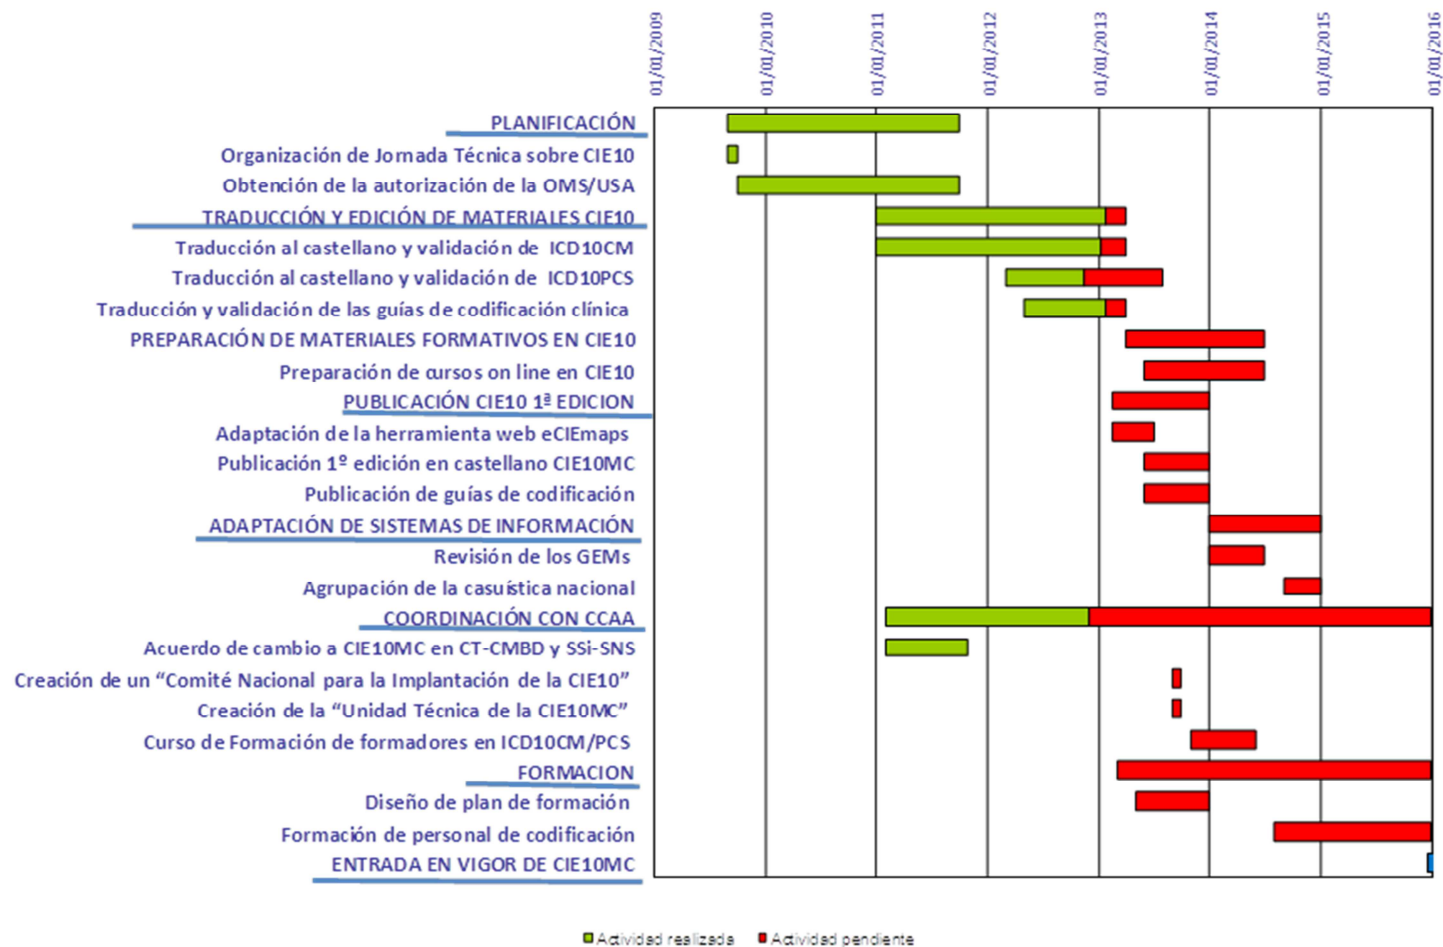 01/01/2009
01/01/2010
01/01/2011
01/01/2012
01/01/2013
01/01/2014
01/01/2015
01/01/2016
PLANIFICACIÓN
Organización de Jornada Técnica sobre CIE10
Obtención de la autorización de la OMS/USA
TRADUCCIÓN Y EDICIÓN DE MATERIALES CIE10
Traducción al castellano y validación de ICD10CM
Traducción al castellano y validación de ICD10PCS
Traducción y validación de las guías de codificación clínica
PREPARACIÓN DE MATERIALES FORMATIVOS EN CIE10
Preparación de cursos on line en CIE10
PUBLICACIÓN CIE10 1ª EDICION
Adaptación de la herramienta web eCIEmaps
Publicación 1º edición en castellano CIE10MC
Publicación de guías de codificación
ADAPTACIÓN DE SISTEMAS DE INFORMACIÓN
Revisión de los GEMs
Agrupación de la casuística nacional
COORDINACIÓN CON CCAA
Acuerdo de cambio a CIE10MC en CT-CMBD y SSi-SNS
Creación de un “Comité Nacional para la Implantación de la CIE10”
Creación de la “Unidad Técnica de la CIE10MC”
Curso de Formación de formadores en ICD10CM/PCS
FORMACION
Diseño de plan de formación
Formación de personal de codificación
ENTRADA EN VIGOR DE CIE10MC
Actividad realizada
Actividad pendiente